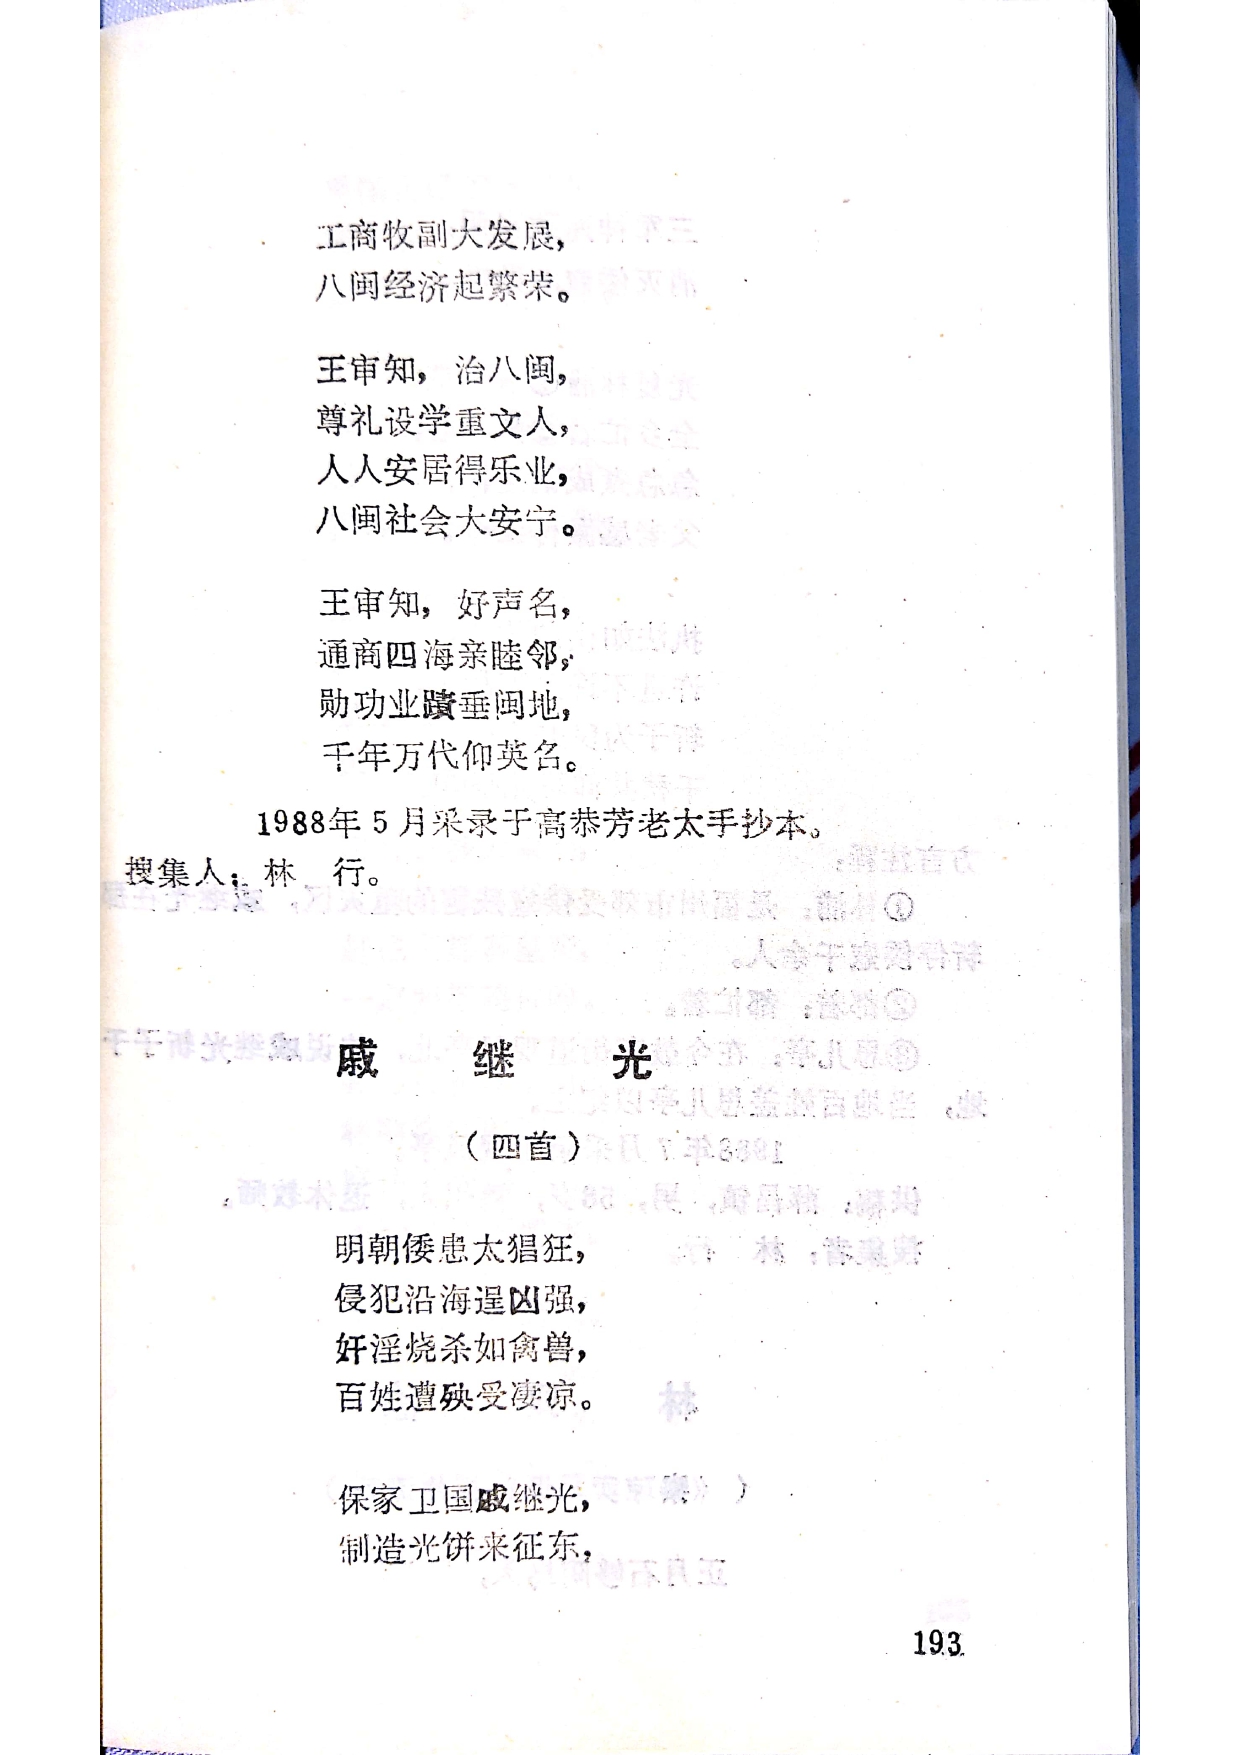 工商牧副大发展，
八闽经济起繁荣。
王审知，治八闽，
尊礼设学重文人，
人人安居得乐业，
八闽社会大安宁。
王审知，好声名，
通商四海亲睦邻，
勋功业蹟垂闽地，
千年万代仰英名。
1988年5月采录于高恭芳老太手抄本。
搜集人：林　行。
戚　继　光
（四首）
明朝倭患太猖狂，
侵犯沿海逞凶强，
奸淫烧杀如禽兽，
百姓遭殃受凄凉。
保家卫国戚继光，
制造光饼来征东，
193